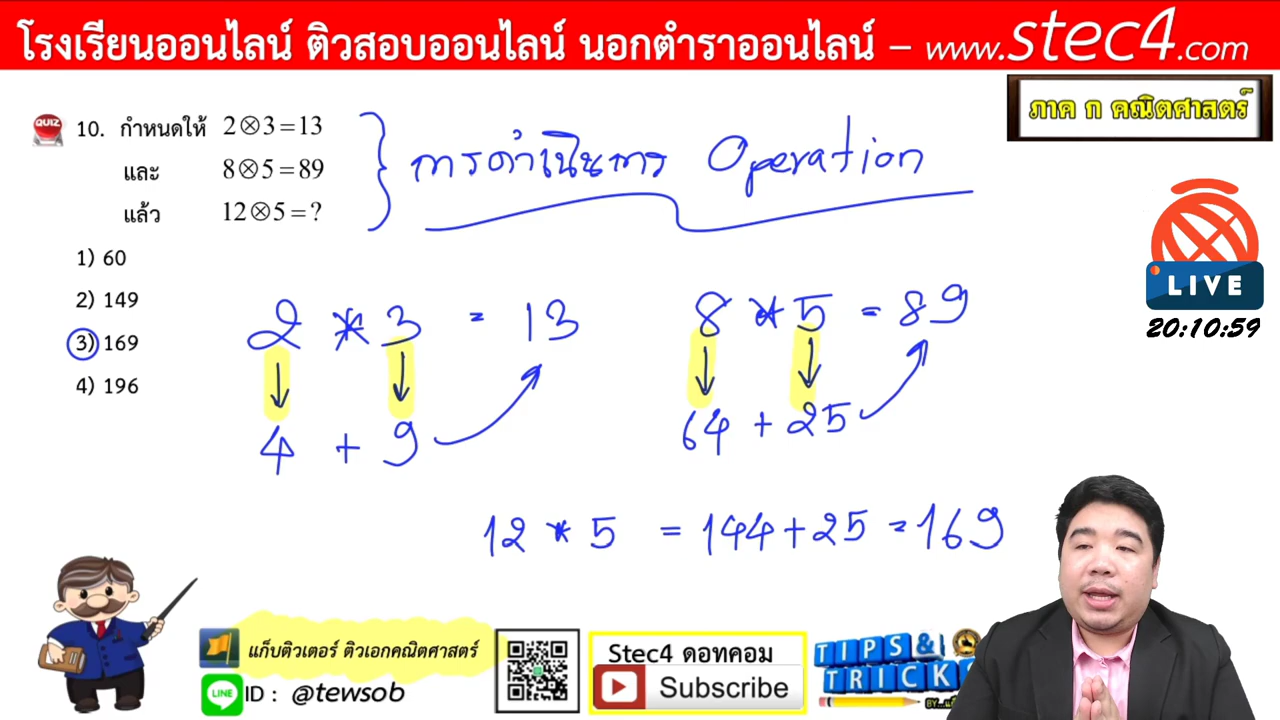 โรงเรียนออนไลน์ ติวสอบออนไลน์ นอกตำราออนไลน์ – www.stec4.com
ภาค ก คณิตศาสตร์
QUIZ
10. กำหนดให้ 2⊗3=13
และ 8⊗5=89
แล้ว 12⊗5=?
การดำเนินการ Operation
1) 60
2) 149
3) 169
4) 196
2 * 3 = 13
4 + 9
8 * 5 = 89
64 + 25
12 * 5 = 144+25 = 169
LIVE
20:10:59
แก็บติวเตอร์ ติวเอกคณิตศาสตร์
LINE ID : @tewsob
Stec4 ดอทคอม
Subscribe
TIPS &
TRICK